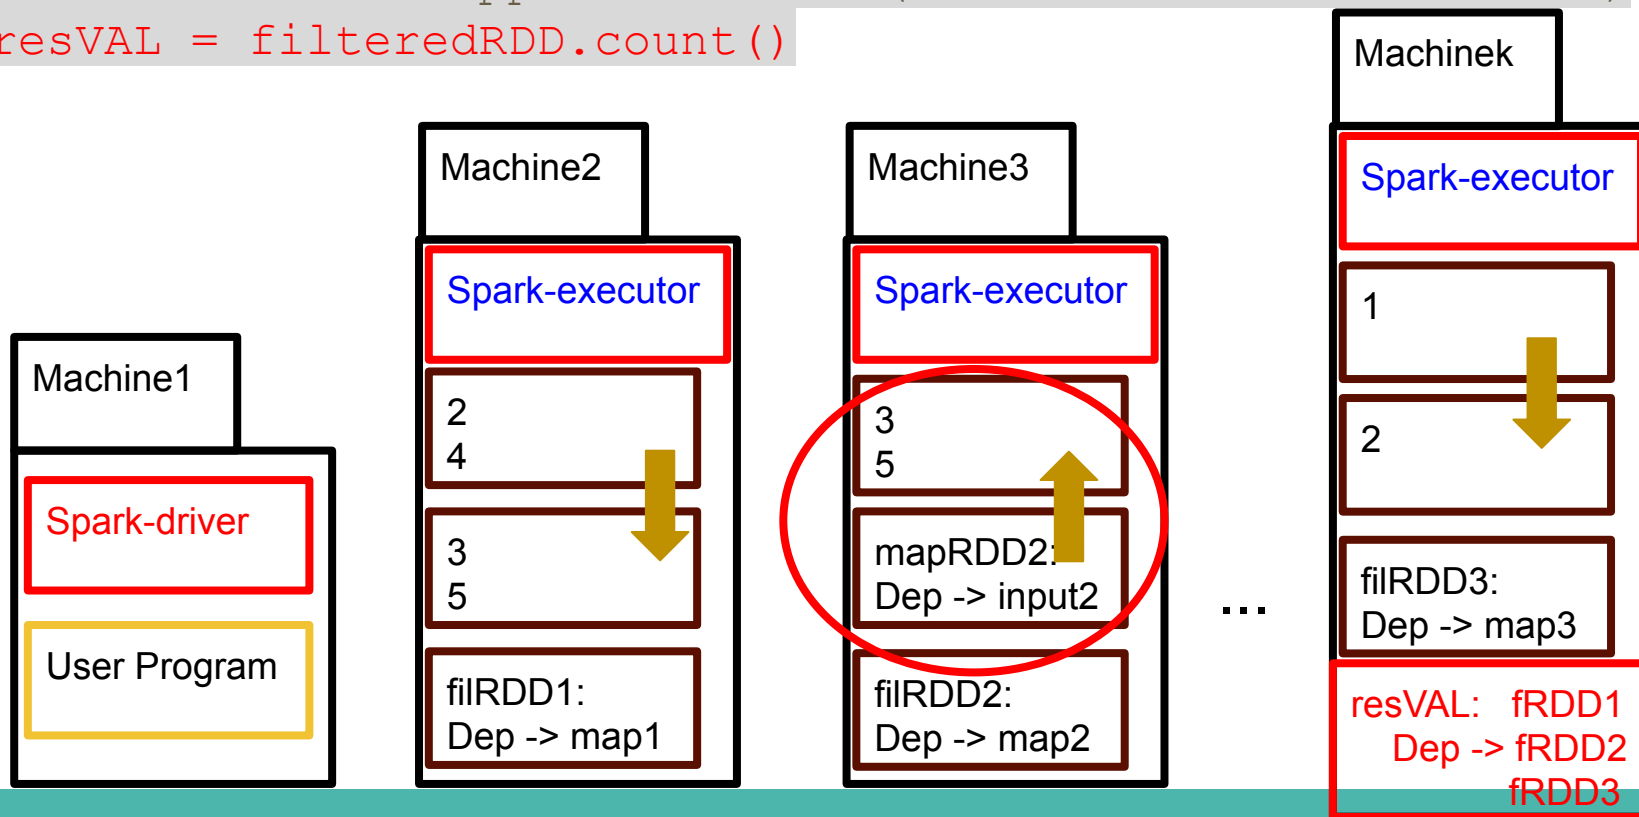 resVAL = filteredRDD.count()
Machine1
Spark-driver
User Program
Machine2
Spark-executor
2
4
3
5
filRDD1:
Dep -> map1
Machine3
Spark-executor
3
5
mapRDD2:
Dep -> input2
filRDD2:
Dep -> map2
...
Machinek
Spark-executor
1
2
filRDD3:
Dep -> map3
resVAL: fRDD1
Dep -> fRDD2
fRDD3